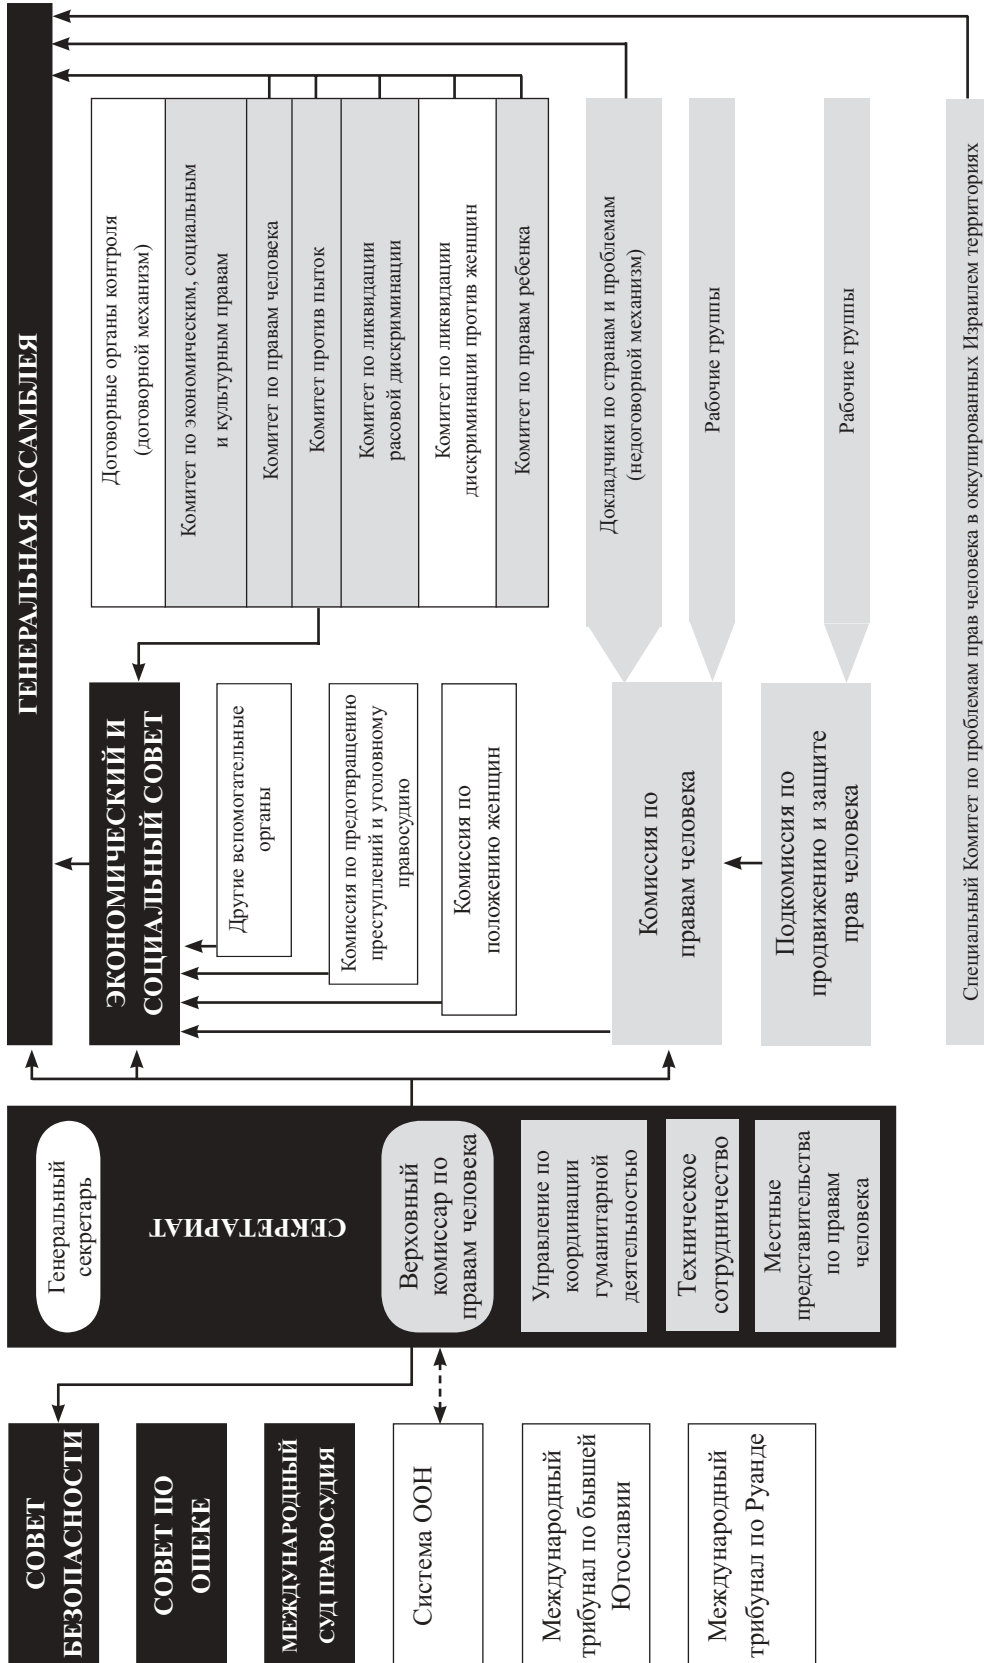 СОВЕТ
БЕЗОПАСНОСТИ
СОВЕТ ПО
ОПЕКЕ
МЕЖДУНАРОДНЫЙ
СУД ПРАВОСУДИЯ
Система ООН
Международный
трибунал по бывшей
Югославии
Международный
трибунал по Руанде
СЕКРЕТАРИАТ
Генеральный
секретарь
Верховный
комиссар по
правам человека
Управление по
координации
гуманитарной
деятельностью
Техническое
сотрудничество
Местные
представительства
по правам
человека
ГЕНЕРАЛЬНАЯ АССАМБЛЕЯ
ЭКОНОМИЧЕСКИЙ И
СОЦИАЛЬНЫЙ СОВЕТ
Другие вспомогательные
органы
Комиссия по предотвращению
преступлений и уголовному
правосудию
Комиссия по
положению женщин
Комиссия по
правам человека
Подкомиссия по
продвижению и защите
прав человека
Договорные органы контроля
(договорной механизм)
Комитет по экономическим, социальным
и культурным правам
Комитет по правам человека
Комитет против пыток
Комитет по ликвидации
расовой дискриминации
Комитет по ликвидации
дискриминации против женщин
Комитет по правам ребенка
Докладчики по странам и проблемам
(недоговорной механизм)
Рабочие группы
Рабочие группы
Специальный Комитет по проблемам прав человека в оккупированных Израилем территориях